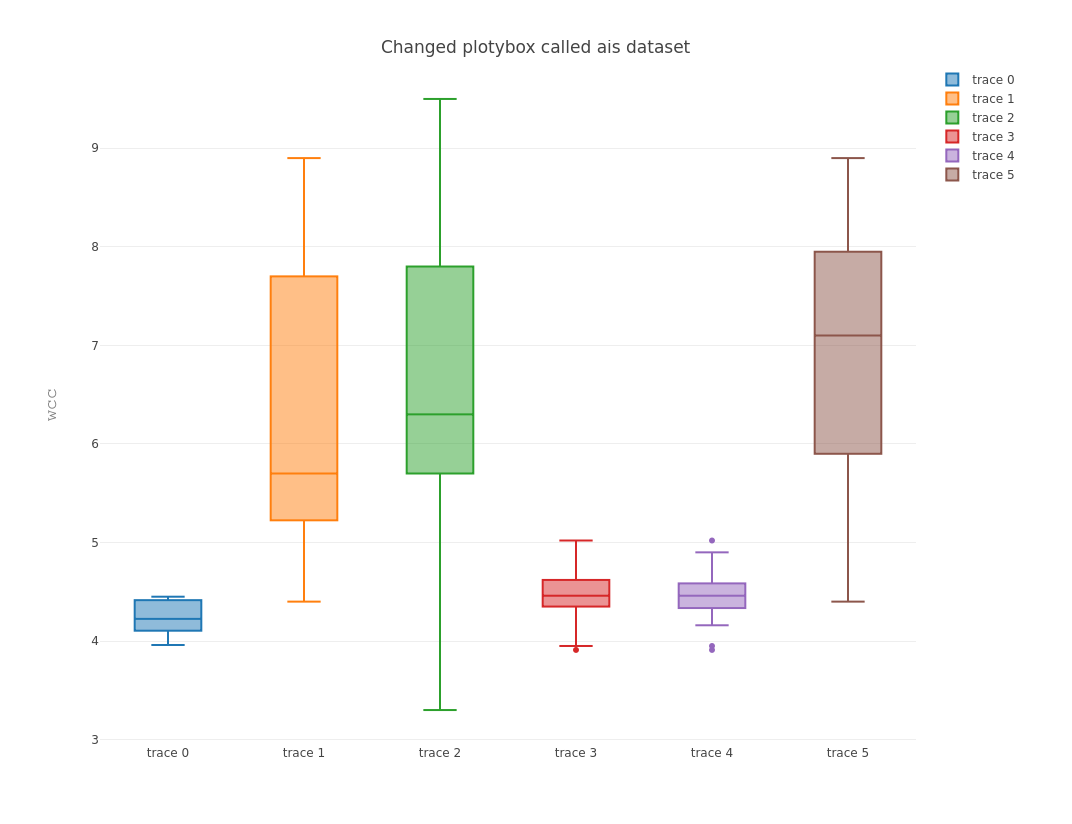 Changed plotybox called ais dataset
trace 0
trace 1
trace 2
trace 3
trace 4
trace 5
9
8
7
6
5
4
3
WCC
trace 0 trace 1 trace 2 trace 3 trace 4 trace 5